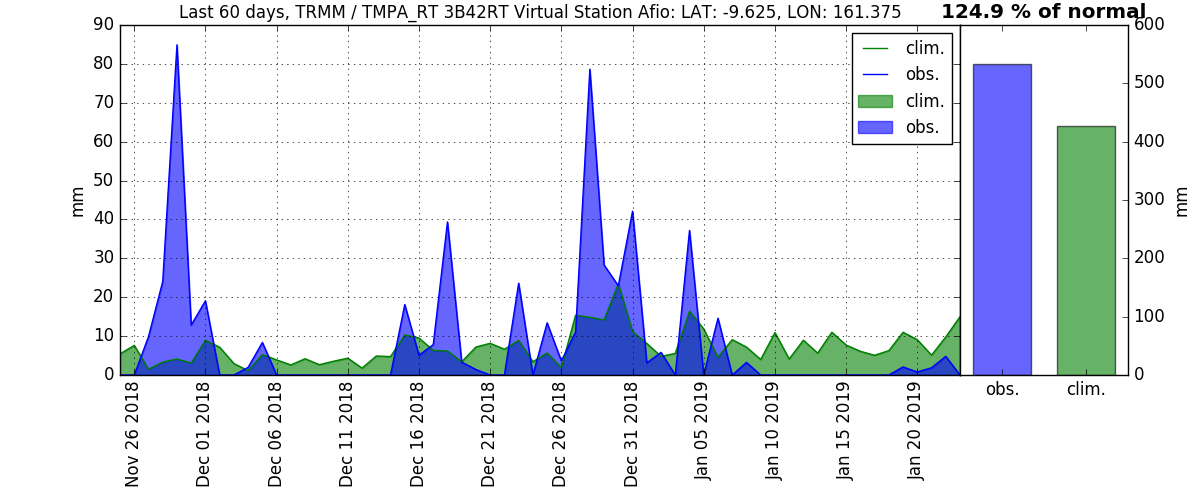 Last 60 days, TRMM / TMPA_RT 3B42RT Virtual Station Afio: LAT: -9.625, LON: 161.375
124.9 % of normal
90
80
70
60
50
40
30
20
10
0
mm
clim.
obs.
clim.
obs.
600
500
400
300
200
100
0
mm
Nov 26 2018
Dec 01 2018
Dec 06 2018
Dec 11 2018
Dec 16 2018
Dec 21 2018
Dec 26 2018
Dec 31 2018
Jan 05 2019
Jan 10 2019
Jan 15 2019
Jan 20 2019
obs.
clim.